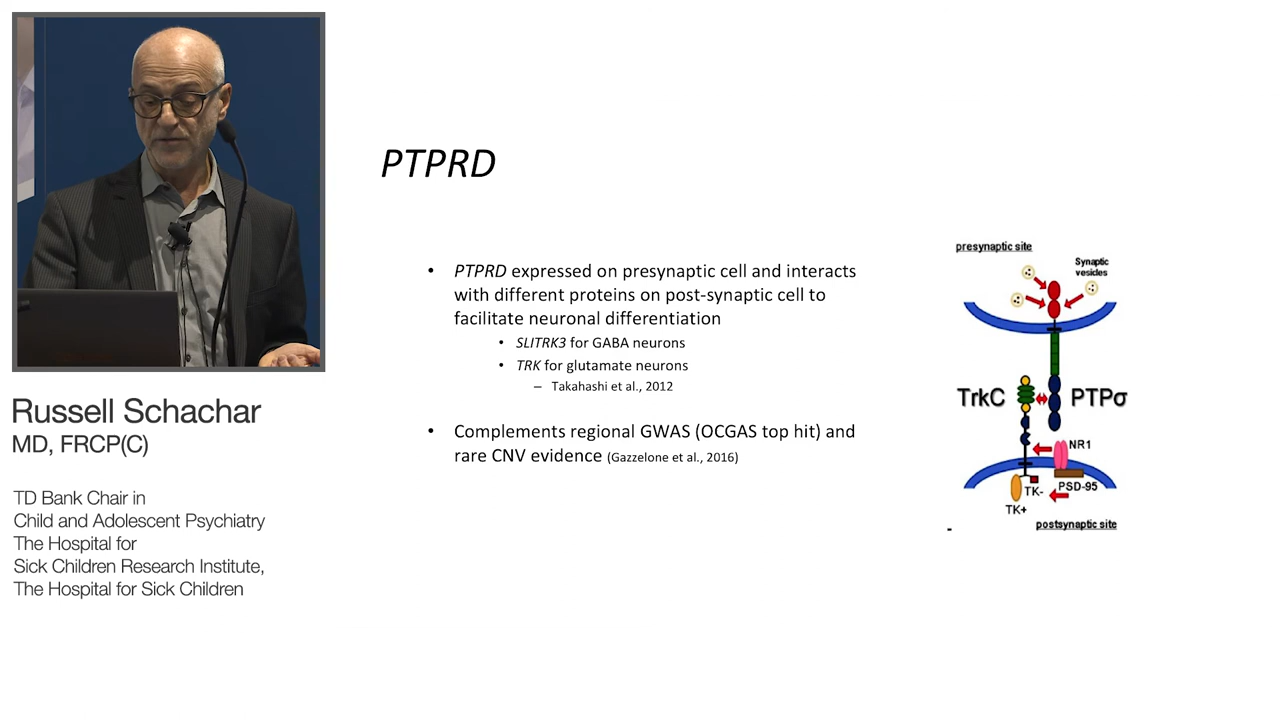 Russell Schachar
MD, FRCP(C)
TD Bank Chair in
Child and Adolescent Psychiatry
The Hospital for
Sick Children Research Institute,
The Hospital for Sick Children
PTPRD
• PTPRD expressed on presynaptic cell and interacts
with different proteins on post-synaptic cell to
facilitate neuronal differentiation
• SLITRK3 for GABA neurons
• TRK for glutamate neurons
– Takahashi et al., 2012
• Complements regional GWAS (OCGAS top hit) and
rare CNV evidence (Gazzelone et al., 2016)
presynaptic site
Synaptic
vesicles
TrkC
PTPσ
NR1
PSD-95
TK-
TK+
postsynaptic site
-